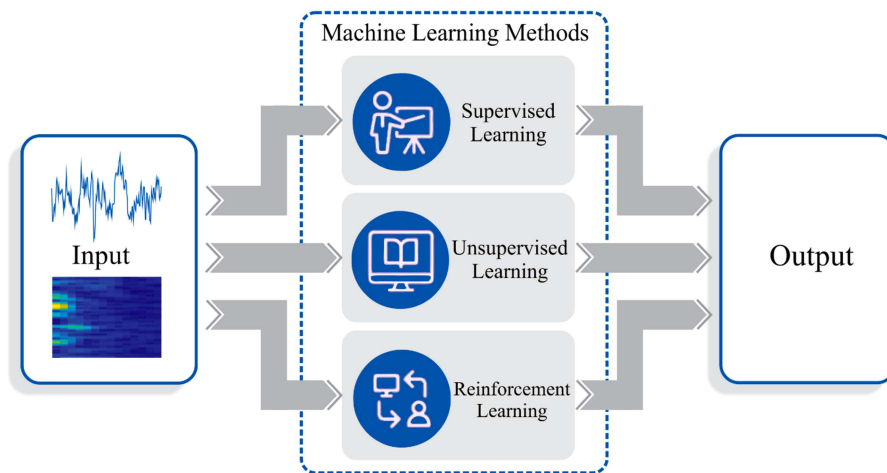 Machine Learning Methods
Supervised
Learning
Input
Unsupervised
Learning
Output
Reinforcement
Learning